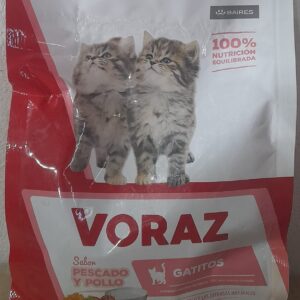 BAIRES
100%
NUTRICIÓN
EQUILIBRADA
VORAZ
Sabor
PESCADO
Y POLLO
GATITOS